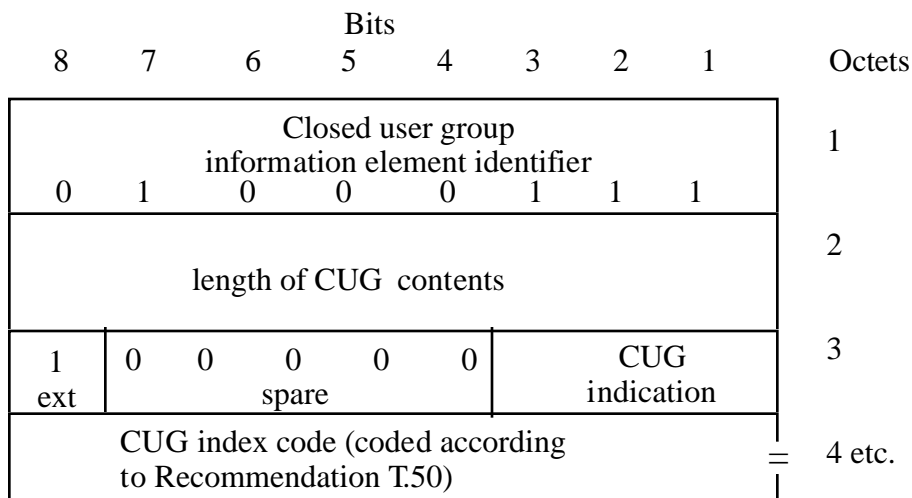 Bits
8 7 6 5 4 3 2 1 Octets
Closed user group
information element identifier
1
0 1 0 0 0 1 1 1
2
length of CUG contents
1 0 0 0 0 0 CUG 3
ext spare indication
CUG index code (coded according
to Recommendation T.50)
= 4 etc.